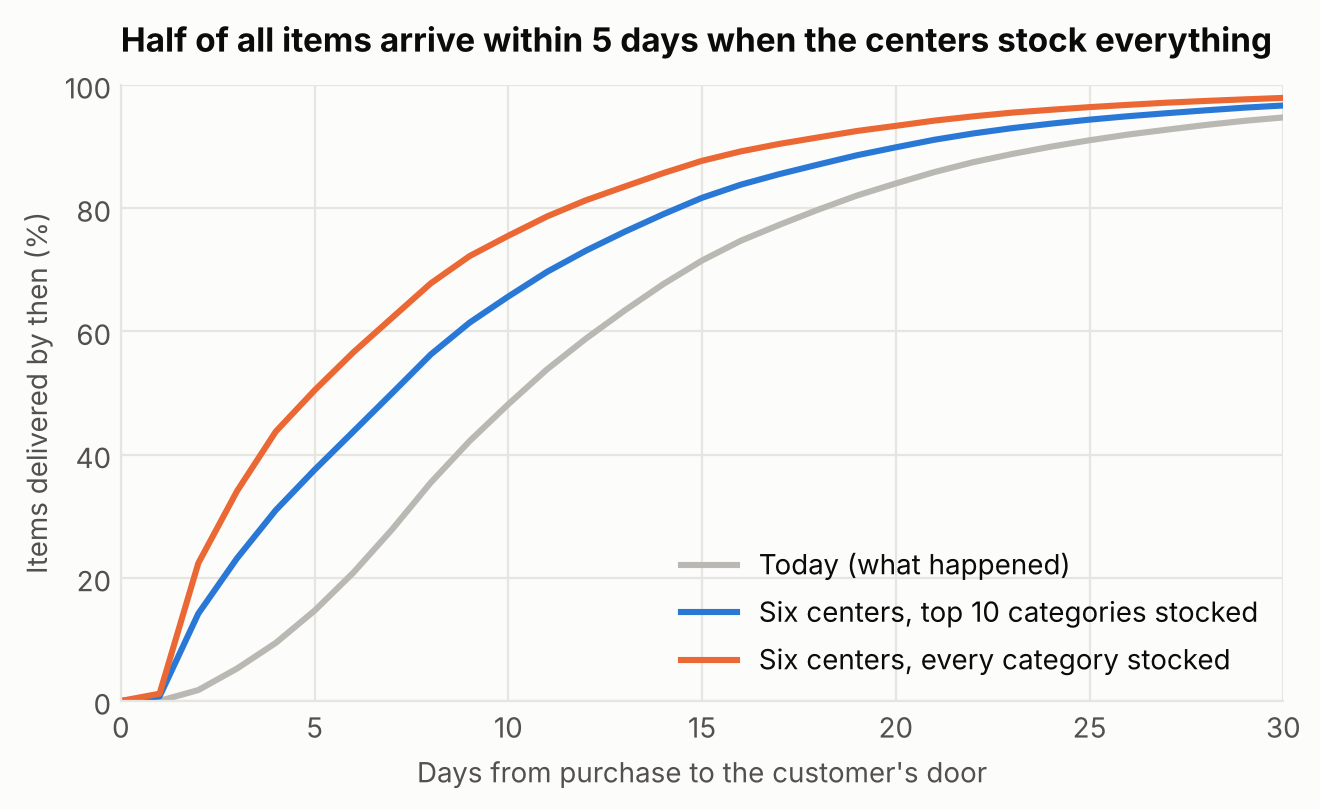 Half of all items arrive within 5 days when the centers stock everything
100
80
60
40
20
0
Items delivered by then (%)
Today (what happened)
Six centers, top 10 categories stocked
Six centers, every category stocked
0 5 10 15 20 25 30
Days from purchase to the customer's door